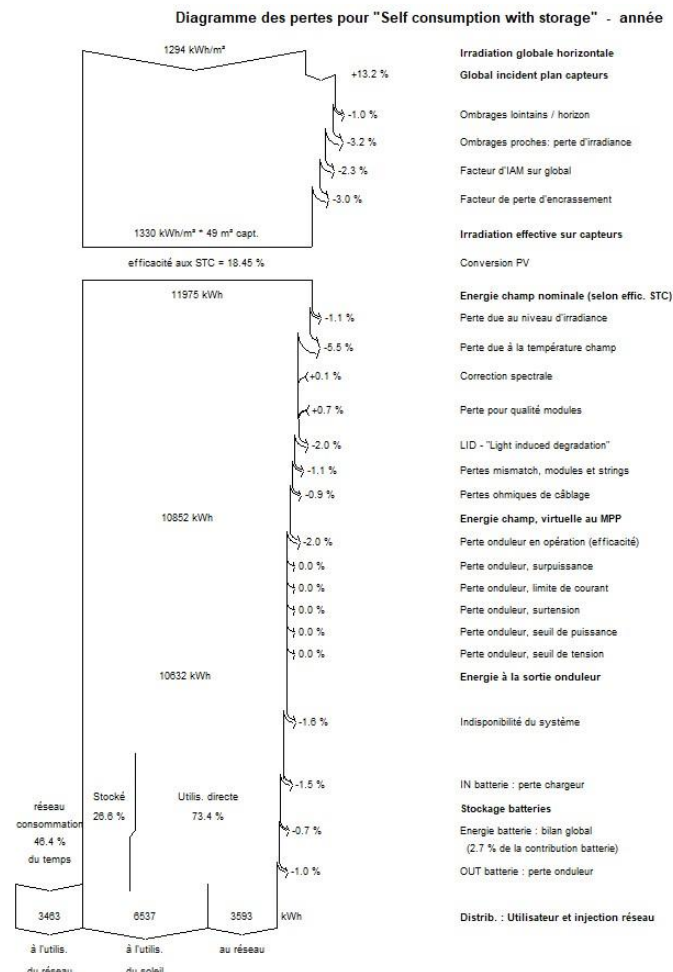 Diagramme des pertes pour "Self consumption with storage" - année
1294 kWh/m² Irradiation globale horizontale
+13.2 % Global incident plan capteurs
-1.0 % Ombrages lointains / horizon
-3.2 % Ombrages proches: perte d'irradiance
-2.3 % Facteur d'IAM sur global
-3.0 % Facteur de perte d'encrassement
1330 kWh/m² * 49 m² capt. Irradiation effective sur capteurs
efficacité aux STC = 18.45 % Conversion PV
11975 kWh Energie champ nominale (selon effic. STC)
-1.1 % Perte due au niveau d'irradiance
-5.5 % Perte due à la température champ
+0.1 % Correction spectrale
+0.7 % Perte pour qualité modules
-2.0 % LID - "Light induced degradation"
-1.1 % Pertes mismatch, modules et strings
-0.9 % Pertes ohmiques de câblage
10852 kWh Energie champ, virtuelle au MPP
-2.0 % Perte onduleur en opération (efficacité)
0.0 % Perte onduleur, surpuissance
0.0 % Perte onduleur, limite de courant
0.0 % Perte onduleur, surtension
0.0 % Perte onduleur, seuil de puissance
0.0 % Perte onduleur, seuil de tension
10632 kWh Energie à la sortie onduleur
-1.6 % Indisponibilité du système
-1.5 % IN batterie : perte chargeur
Stocké Utilis. directe
réseau Stockage batteries
26.6 % 73.4 %
consommation
-0.7 % Energie batterie : bilan global
46.4 % (2.7 % de la contribution batterie)
du temps
-1.0 % OUT batterie : perte onduleur
3463 6537 3593 kWh Distrib. : Utilisateur et injection réseau
à l'utilis. à l'utilis. au réseau
du réseau du soleil